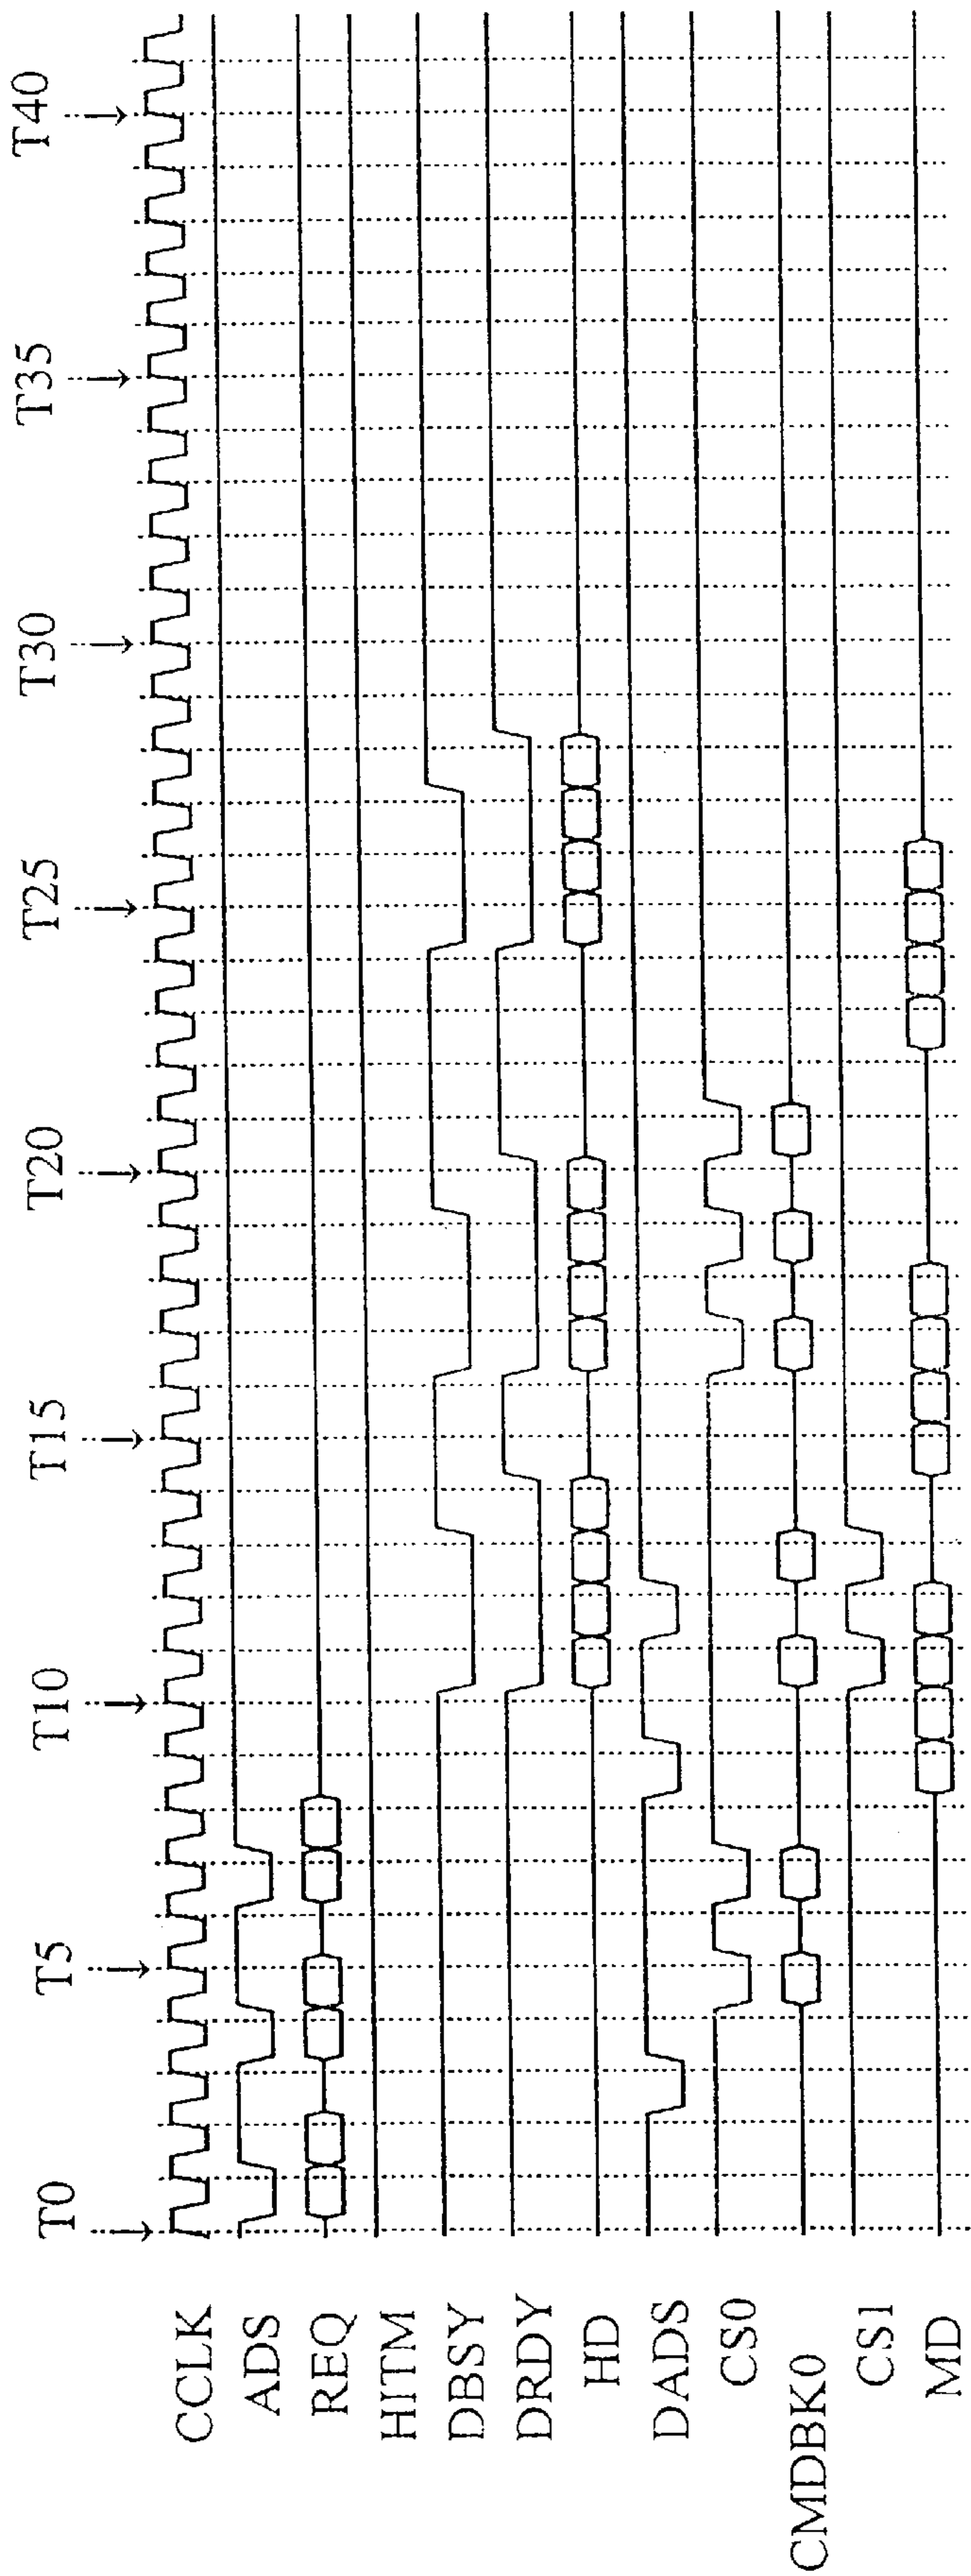 T0
T5
T10
T15
T20
T25
T30
T35
T40
CCLK
ADS
REQ
HITM
DBSY
DRDY
HD
DADS
CS0
CMDBK0
CS1
MD